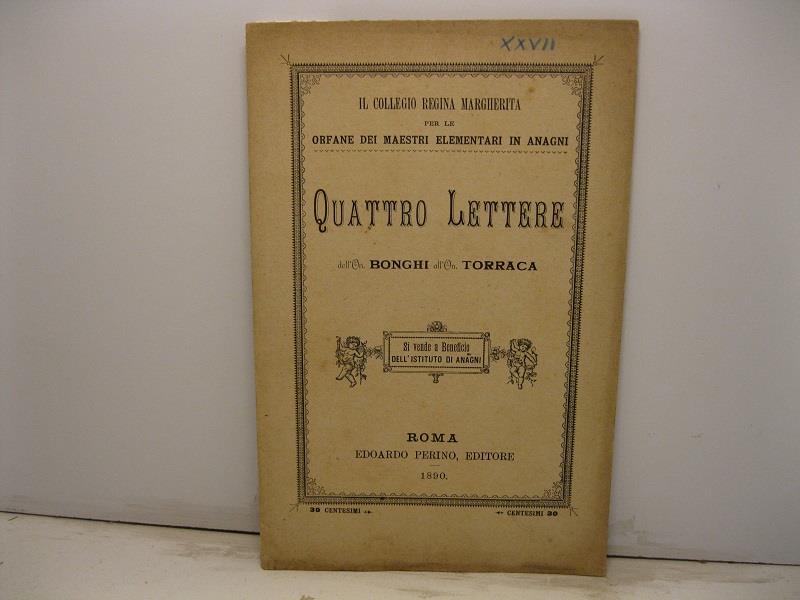 XXVII
IL COLLEGIO REGINA MARGHERITA
PER LE
ORFANE DEI MAESTRI ELEMENTARI IN ANAGNI
QUATTRO LETTERE
dell'On. BONGHI all'On. TORRACA
Si vende a Beneficio
DELL'ISTITUTO DI ANAGNI
ROMA
EDOARDO PERINO, EDITORE
1890.
30 CENTESIMI CENTESIMI 30